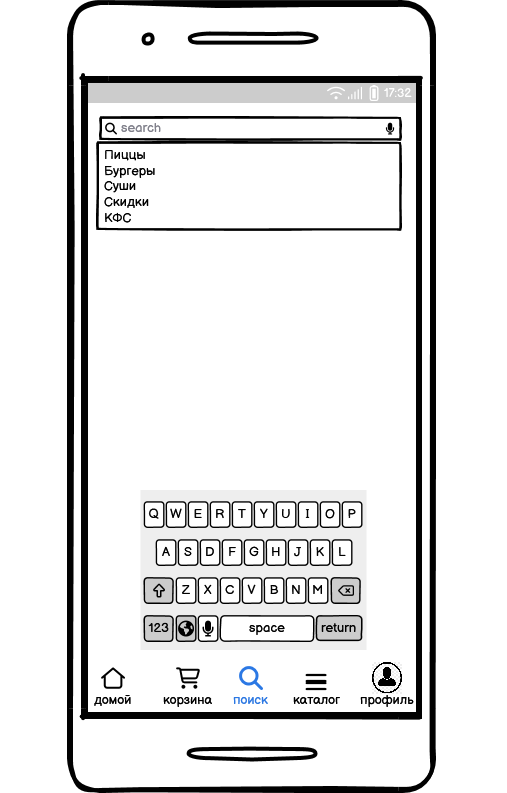 17:32
search
Пиццы
Бургеры
Суши
Скидки
КФС
Q W E R T Y U I O P
A S D F G H J K L
Z X C V B N M
123 space return
домой корзина поиск каталог профиль